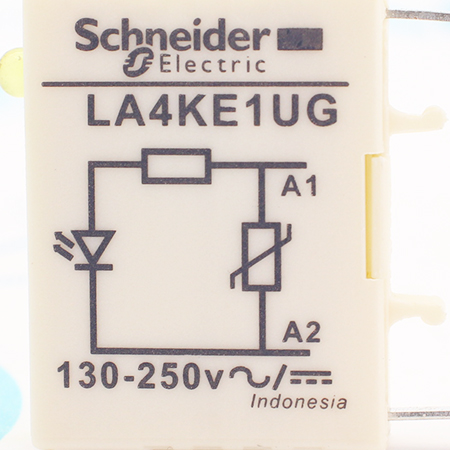 Schneider
Electric
LA4KE1UG
A1
A2
130-250v~/⎓
Indonesia